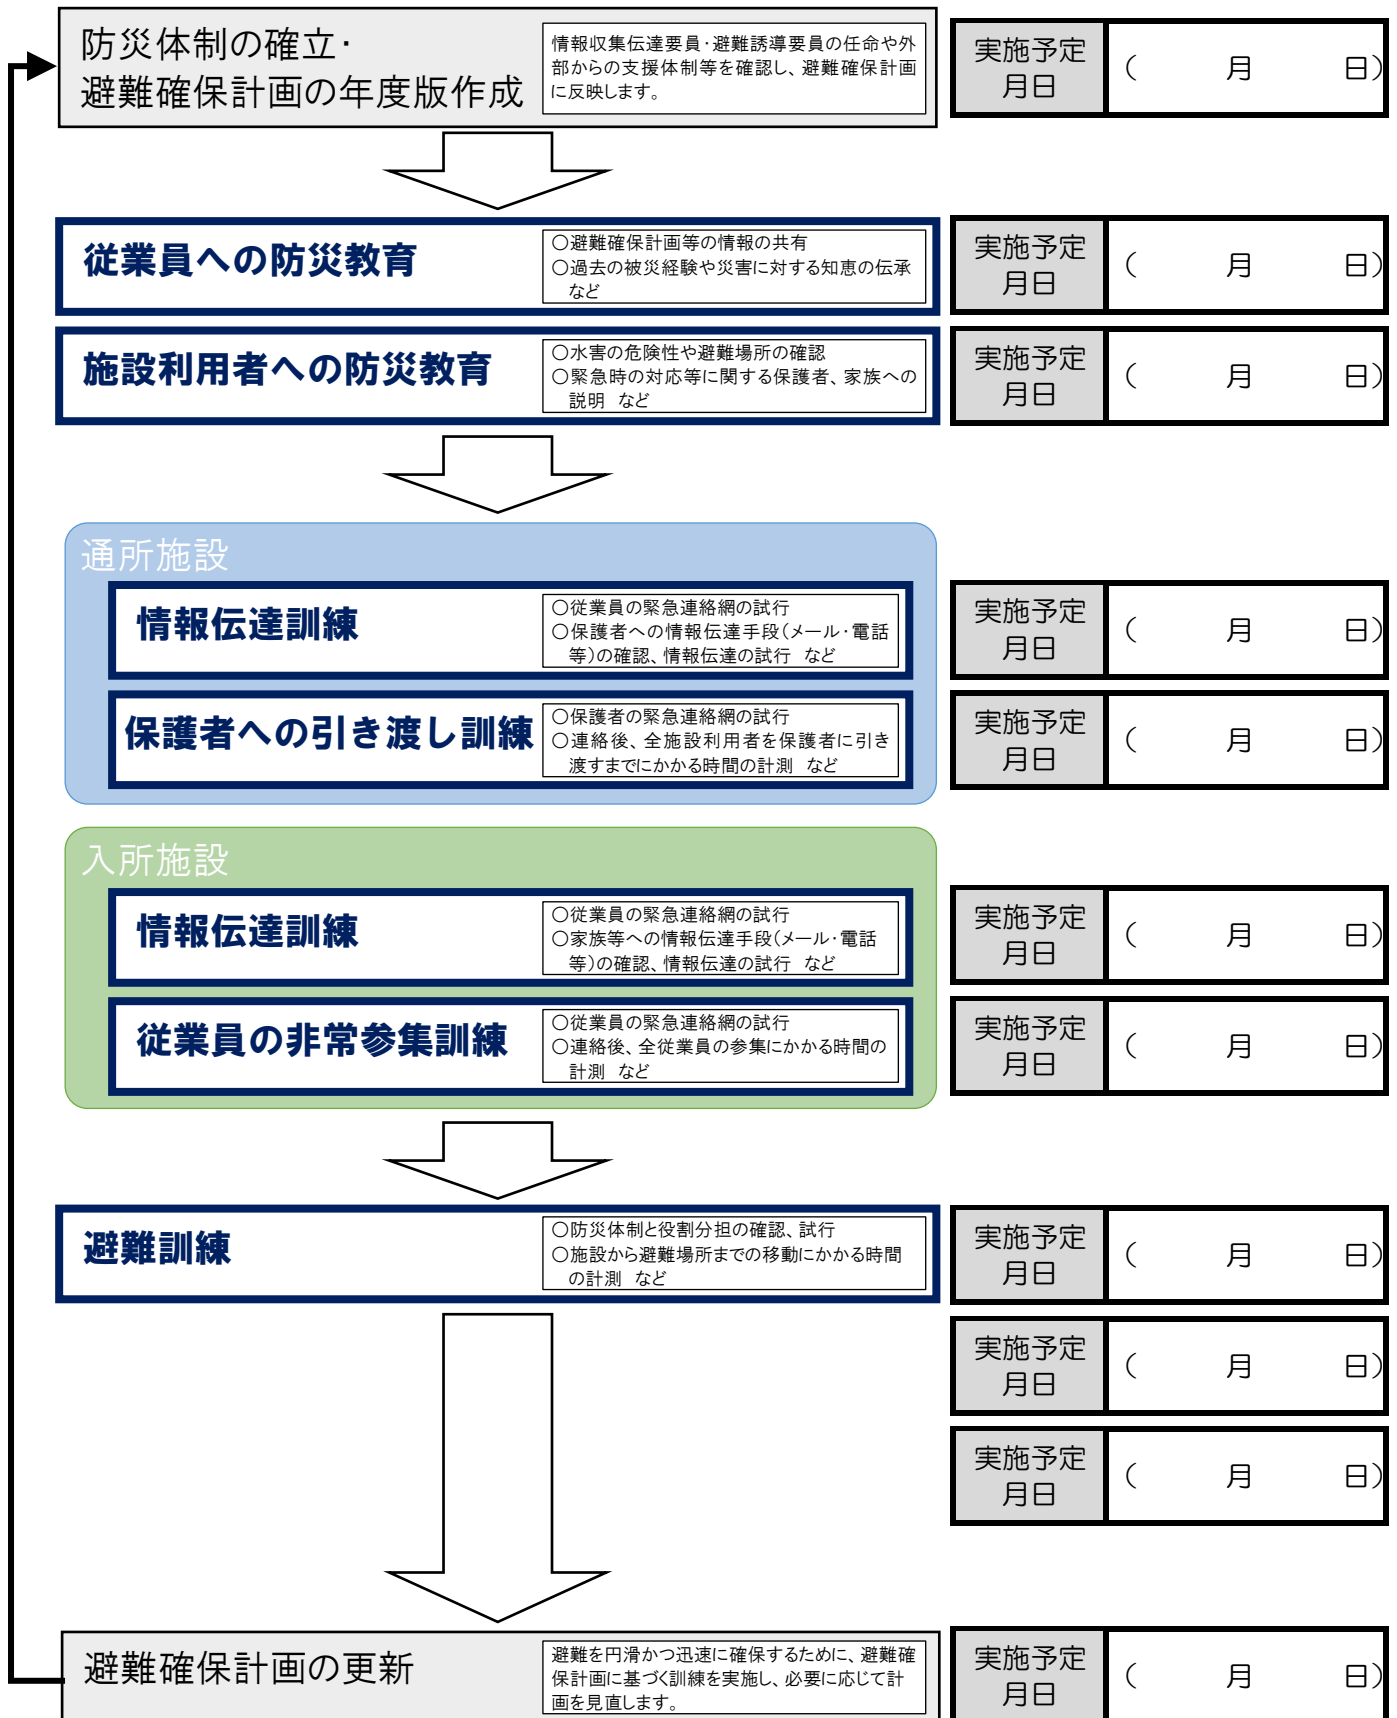 防災体制の確立・
避難確保計画の年度版作成
情報収集伝達要員・避難誘導要員の任命や外
部からの支援体制等を確認し、避難確保計画
に反映します。
実施予定
月日
(　　月　　日)
従業員への防災教育
○避難確保計画等の情報の共有
○過去の被災経験や災害に対する知恵の伝承
など
実施予定
月日
(　　月　　日)
施設利用者への防災教育
○水害の危険性や避難場所の確認
○緊急時の対応等に関する保護者、家族への
説明　など
実施予定
月日
(　　月　　日)
通所施設
情報伝達訓練
○従業員の緊急連絡網の試行
○保護者への情報伝達手段(メール・電話
等)の確認、情報伝達の試行　など
実施予定
月日
(　　月　　日)
保護者への引き渡し訓練
○保護者の緊急連絡網の試行
○連絡後、全施設利用者を保護者に引き
渡すまでにかかる時間の計測　など
実施予定
月日
(　　月　　日)
入所施設
情報伝達訓練
○従業員の緊急連絡網の試行
○家族等への情報伝達手段(メール・電話
等)の確認、情報伝達の試行　など
実施予定
月日
(　　月　　日)
従業員の非常参集訓練
○従業員の緊急連絡網の試行
○連絡後、全従業員の参集にかかる時間の
計測　など
実施予定
月日
(　　月　　日)
避難訓練
○防災体制と役割分担の確認、試行
○施設から避難場所までの移動にかかる時間
の計測　など
実施予定
月日
(　　月　　日)
実施予定
月日
(　　月　　日)
実施予定
月日
(　　月　　日)
避難確保計画の更新
避難を円滑かつ迅速に確保するために、避難確
保計画に基づく訓練を実施し、必要に応じて計
画を見直します。
実施予定
月日
(　　月　　日)